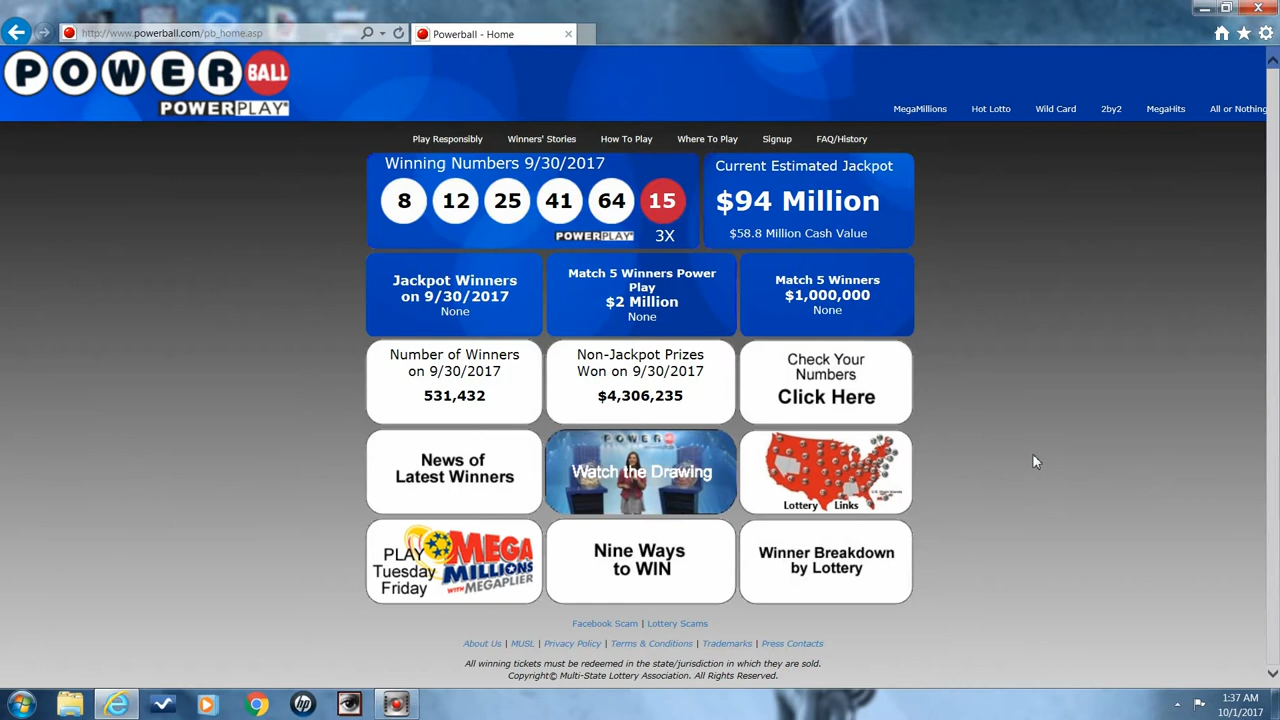 http://www.powerball.com/pb_home.asp
Powerball - Home
POWERBALL
POWERPLAY
MegaMillions Hot Lotto Wild Card 2by2 MegaHits All or Nothing
Play Responsibly Winners' Stories How To Play Where To Play Signup FAQ/History
Winning Numbers 9/30/2017
8 12 25 41 64 15
POWERPLAY 3X
Current Estimated Jackpot
$94 Million
$58.8 Million Cash Value
Jackpot Winners
on 9/30/2017
None
Match 5 Winners Power
Play
$2 Million
None
Match 5 Winners
$1,000,000
None
Number of Winners
on 9/30/2017
531,432
Non-Jackpot Prizes
Won on 9/30/2017
$4,306,235
Check Your
Numbers
Click Here
News of
Latest Winners
POWER
Watch the Drawing
Lottery Links
PLAY
Tuesday
Friday
MEGA
MILLIONS
WITH MEGAPLIER
Nine Ways
to WIN
Winner Breakdown
by Lottery
Facebook Scam | Lottery Scams
About Us | MUSL | Privacy Policy | Terms & Conditions | Trademarks | Press Contacts
All winning tickets must be redeemed in the state/jurisdiction in which they are sold.
Copyright© Multi-State Lottery Association. All Rights Reserved.
hp
1:37 AM
10/1/2017